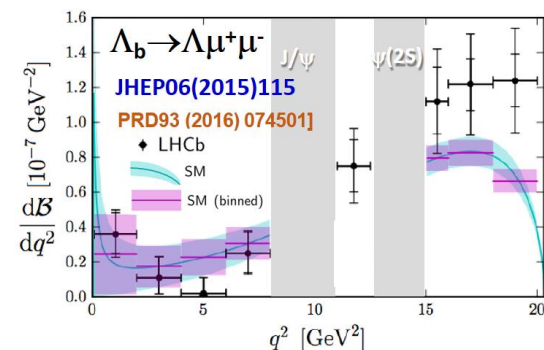 Λb→Λμ+μ-
JHEP06(2015)115
PRD93 (2016) 074501]
LHCb
SM
SM (binned)
J/ψ
ψ(2S)
dB/dq² [10⁻⁷ GeV⁻²]
1.6
1.4
1.2
1.0
0.8
0.6
0.4
0.2
0.0
0 5 10 15 20
q² [GeV²]